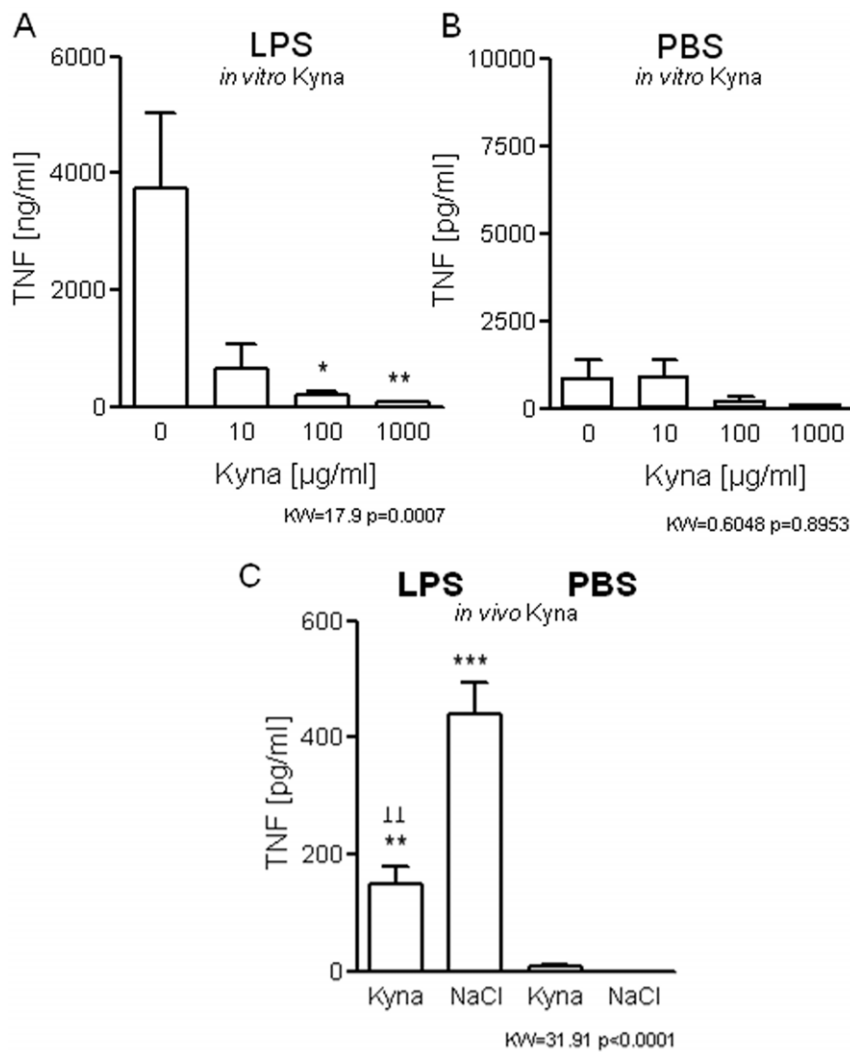 A
LPS
in vitro Kyna
6000
4000
2000
0
TNF [ng/ml]
*
**
0 10 100 1000
Kyna [µg/ml]
KW=17.9 p=0.0007
B
PBS
in vitro Kyna
10000
7500
5000
2500
0
TNF [pg/ml]
0 10 100 1000
Kyna [µg/ml]
KW=0.6048 p=0.8953
C
LPS PBS
in vivo Kyna
600
400
200
0
TNF [pg/ml]
***
⊥⊥
**
Kyna NaCl Kyna NaCl
KW=31.91 p<0.0001